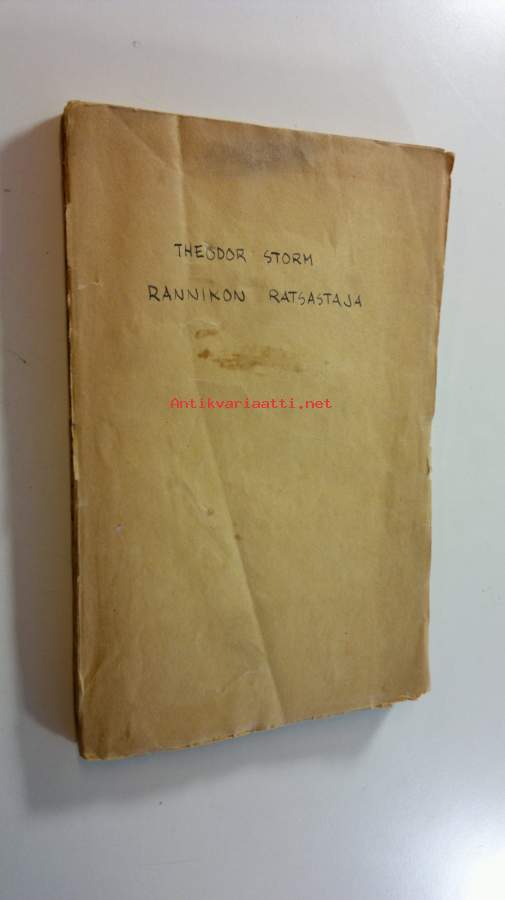 THEODOR STORM
RANNIKON RATSASTAJA
Antikvariaatti.net